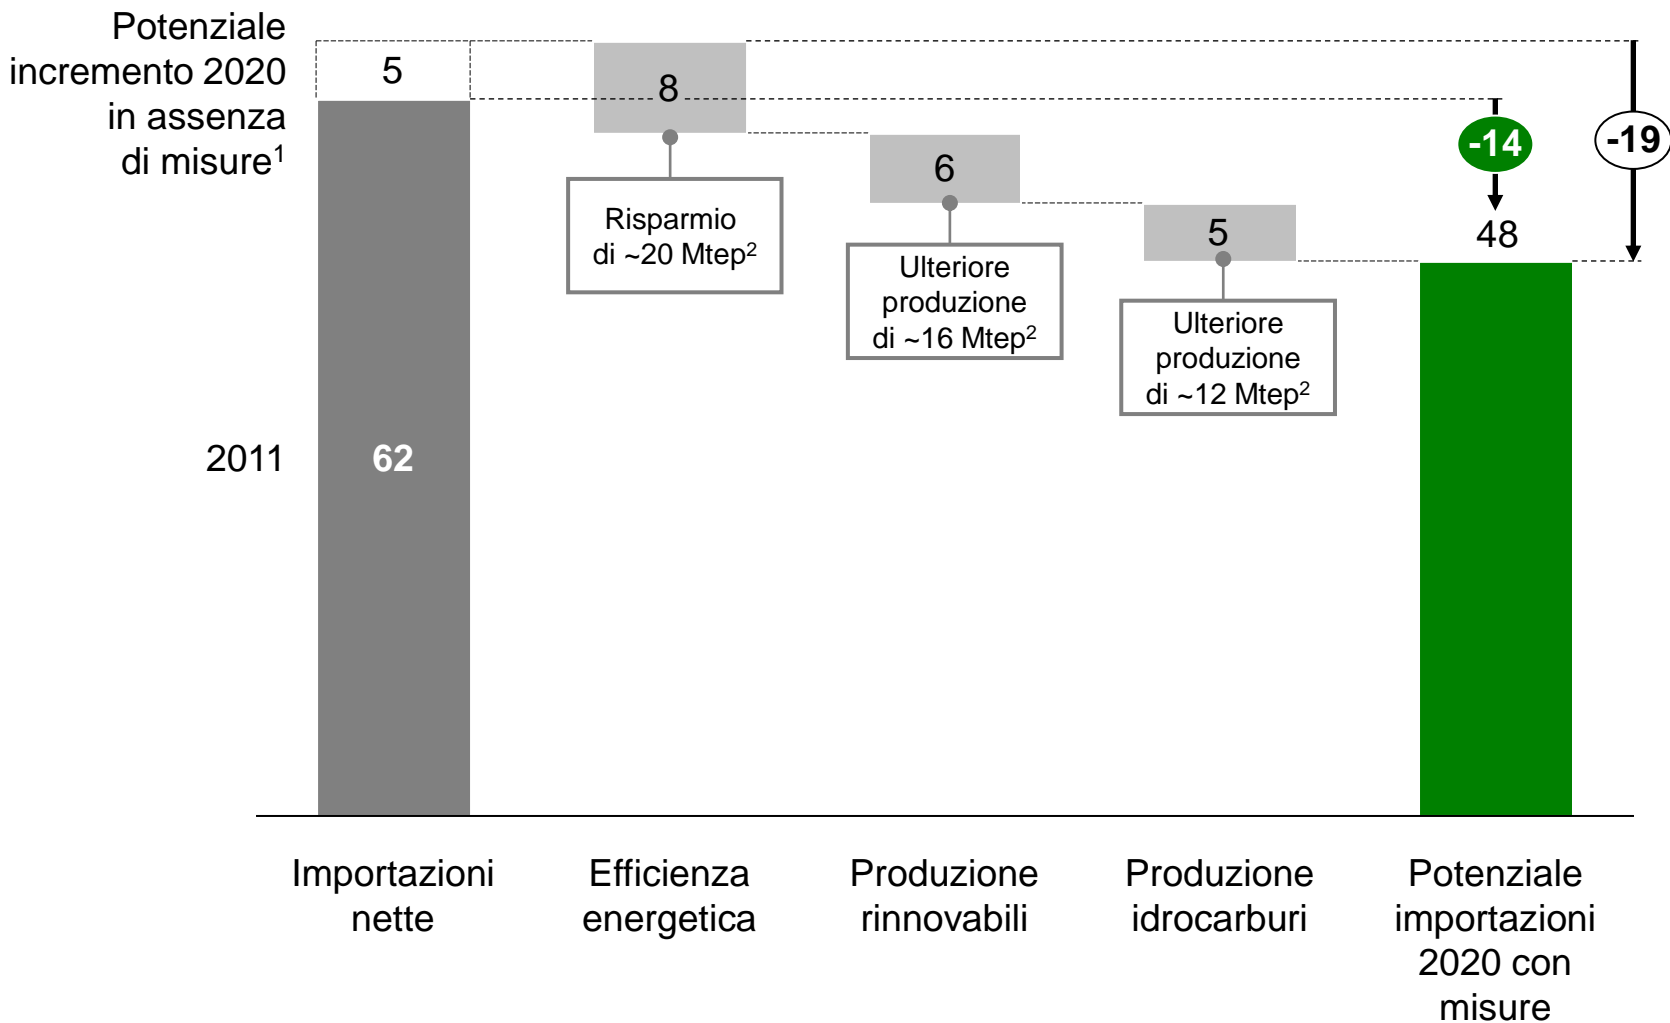 Potenziale
incremento 2020
in assenza
di misure¹
5
8
6
5
-14
-19
48
Risparmio
di ~20 Mtep²
Ulteriore
produzione
di ~16 Mtep²
Ulteriore
produzione
di ~12 Mtep²
2011
62
Importazioni
nette
Efficienza
energetica
Produzione
rinnovabili
Produzione
idrocarburi
Potenziale
importazioni
2020 con
misure